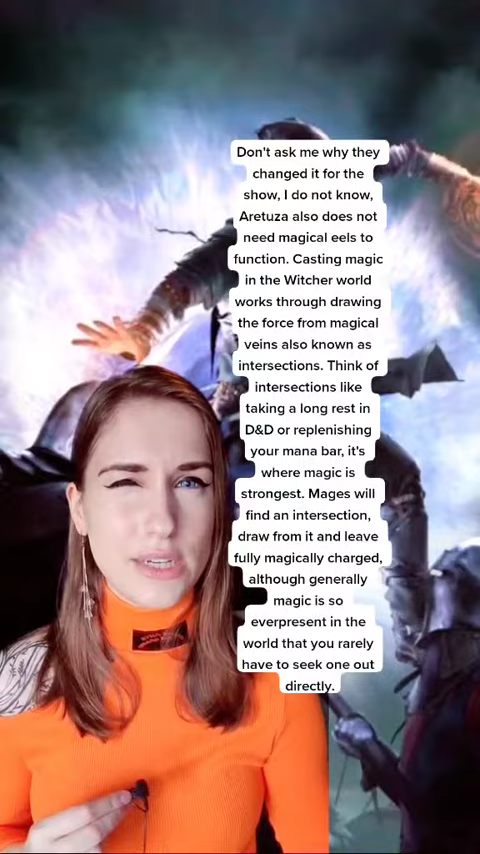 Don't ask me why they
changed it for the
show, I do not know,
Aretuza also does not
need magical eels to
function. Casting magic
in the Witcher world
works through drawing
the force from magical
veins also known as
intersections. Think of
intersections like
taking a long rest in
D&D or replenishing
your mana bar, it's
where magic is
strongest. Mages will
find an intersection,
draw from it and leave
fully magically charged,
although generally
magic is so
everpresent in the
world that you rarely
have to seek one out
directly.